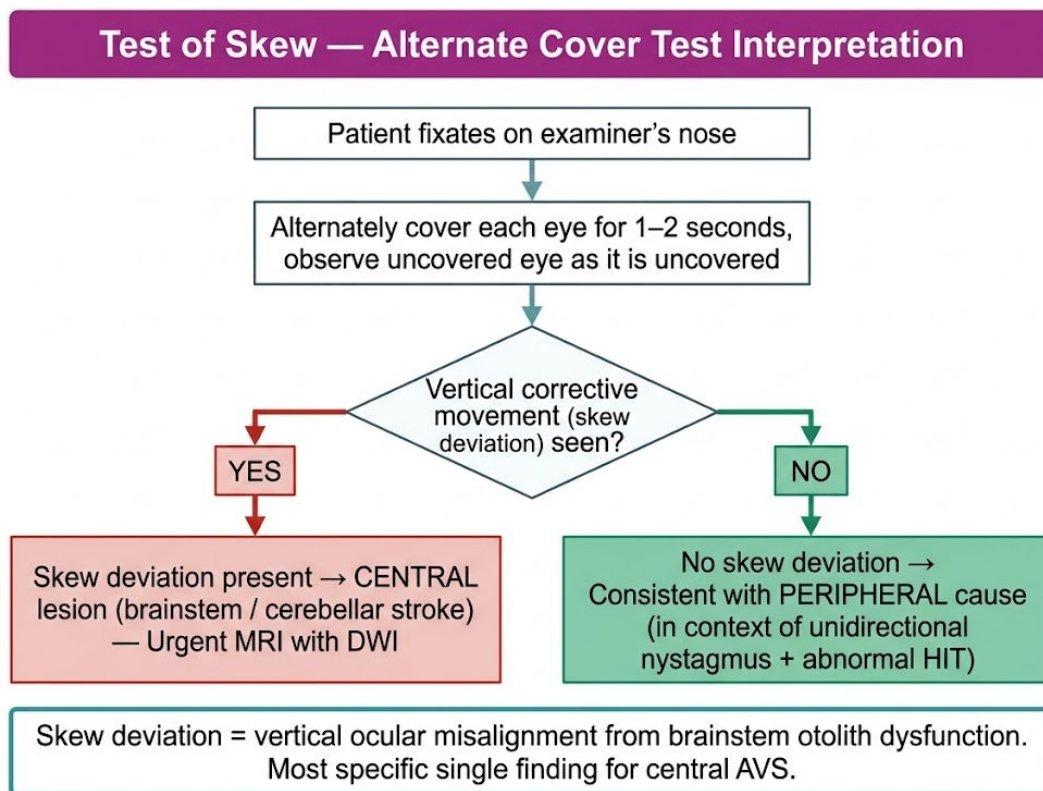 Test of Skew — Alternate Cover Test Interpretation
Patient fixates on examiner's nose
Alternately cover each eye for 1–2 seconds,
observe uncovered eye as it is uncovered
Vertical corrective
movement (skew
deviation) seen?
YES
NO
Skew deviation present → CENTRAL
lesion (brainstem / cerebellar stroke)
— Urgent MRI with DWI
No skew deviation →
Consistent with PERIPHERAL cause
(in context of unidirectional
nystagmus + abnormal HIT)
Skew deviation = vertical ocular misalignment from brainstem otolith dysfunction.
Most specific single finding for central AVS.